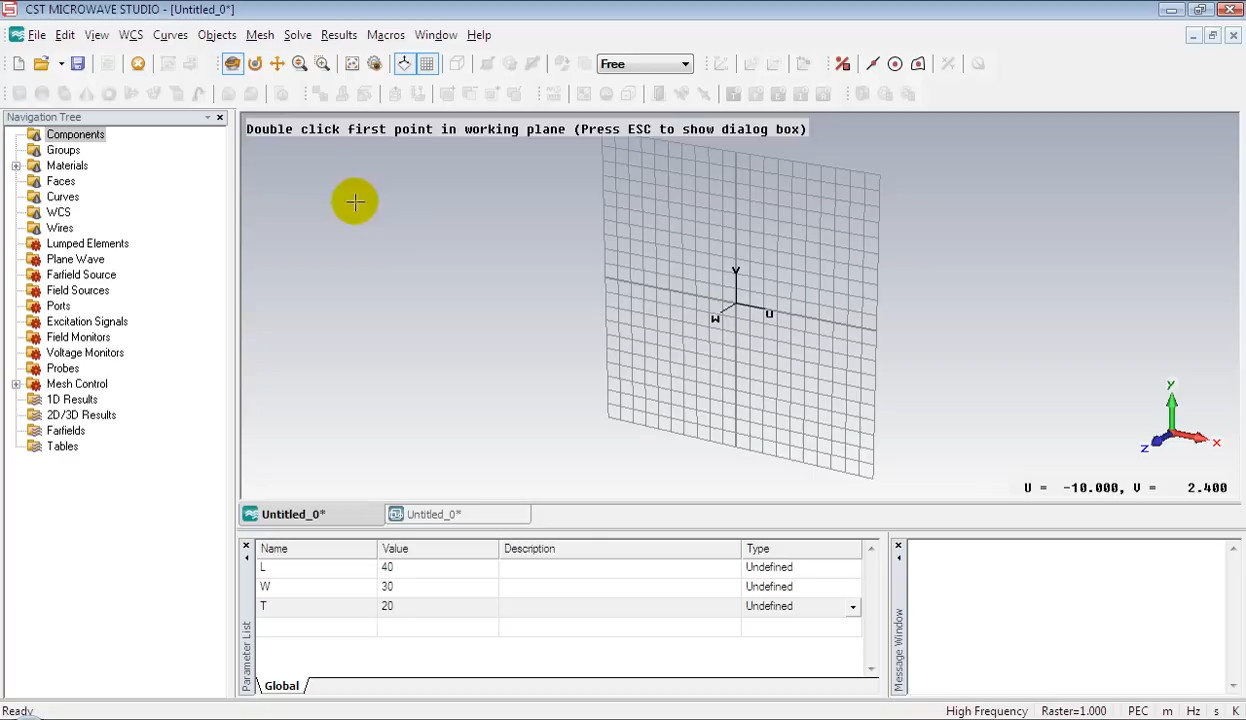 CST MICROWAVE STUDIO - [Untitled_0*]
File Edit View WCS Curves Objects Mesh Solve Results Macros Window Help
Free
Navigation Tree
Components
Groups
Materials
Faces
Curves
WCS
Wires
Lumped Elements
Plane Wave
Farfield Source
Field Sources
Ports
Excitation Signals
Field Monitors
Voltage Monitors
Probes
Mesh Control
1D Results
2D/3D Results
Farfields
Tables
Double click first point in working plane (Press ESC to show dialog box)
v
w u
y
x
z
U = -10.000, V = 2.400
Untitled_0* Untitled_0*
Parameter List
Name Value Description Type
L 40 Undefined
W 30 Undefined
T 20 Undefined
Global
Message Window
Ready High Frequency Raster=1.000 PEC m Hz s K